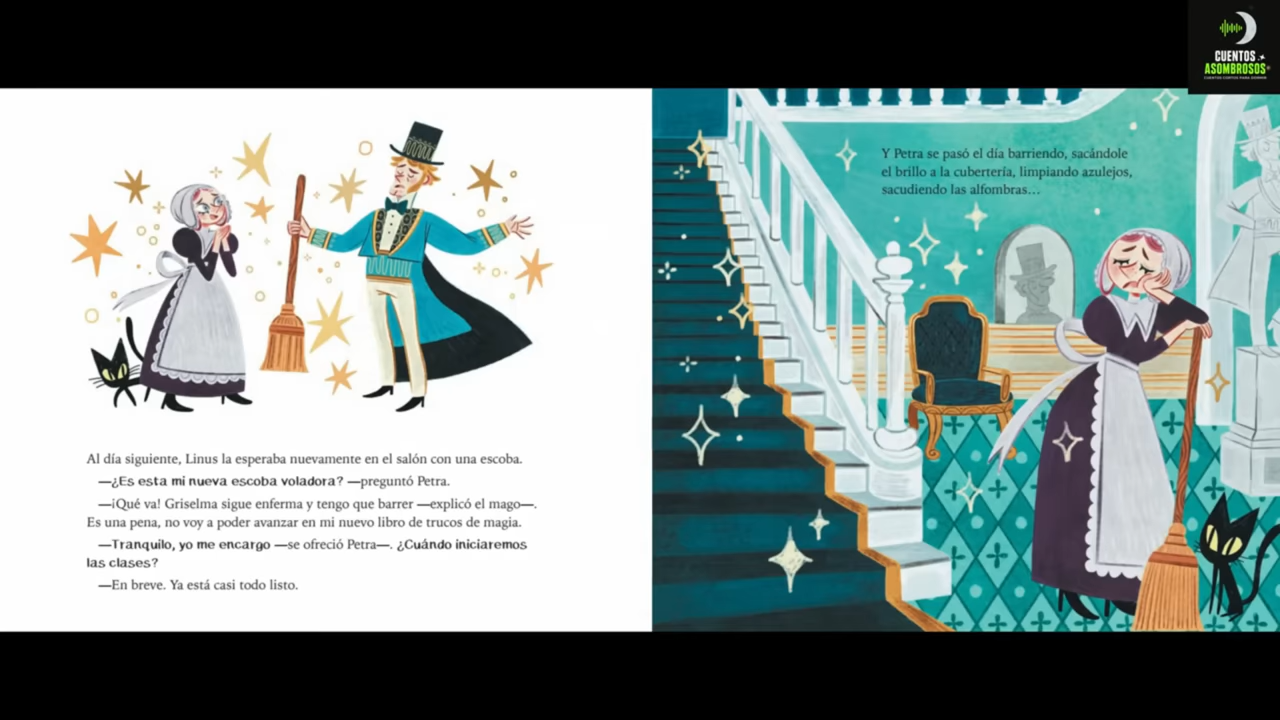 CUENTOS
ASOMBROSOS
CUENTOS CORTOS PARA DORMIR
Al día siguiente, Linus la esperaba nuevamente en el salón con una escoba.
—¿Es esta mi nueva escoba voladora? —preguntó Petra.
—¡Qué va! Griselma sigue enferma y tengo que barrer —explicó el mago—.
Es una pena, no voy a poder avanzar en mi nuevo libro de trucos de magia.
—Tranquilo, yo me encargo —se ofreció Petra—. ¿Cuándo iniciaremos
las clases?
—En breve. Ya está casi todo listo.
Y Petra se pasó el día barriendo, sacándole
el brillo a la cubertería, limpiando azulejos,
sacudiendo las alfombras...